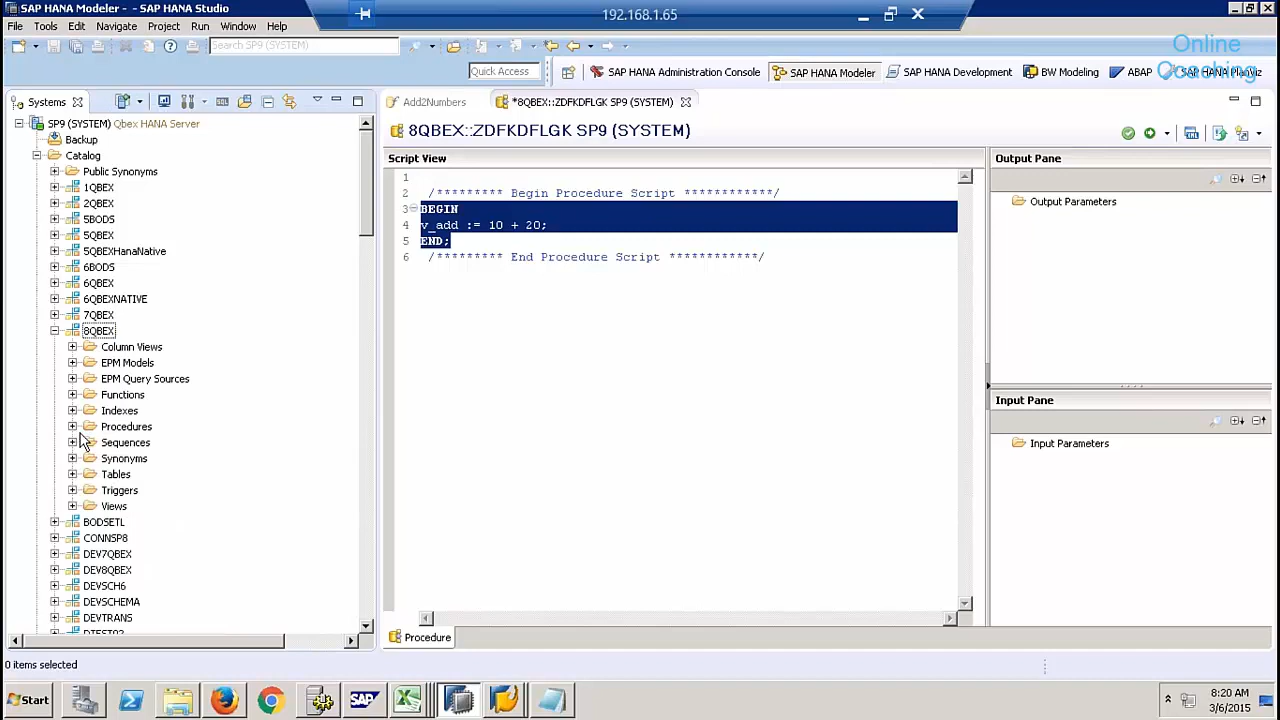 SAP HANA Modeler - - SAP HANA Studio
192.168.1.65
File Tools Edit Navigate Project Run Window Help
Search SP9 (SYSTEM)
Online
Coaching
Quick Access
SAP HANA Administration Console
SAP HANA Modeler
SAP HANA Development
BW Modeling
ABAP
Systems
Add2Numbers
*8QBEX::ZDFKDFLGK SP9 (SYSTEM)
SP9 (SYSTEM) Qbex HANA Server
Backup
Catalog
Public Synonyms
1QBEX
2QBEX
5BODS
5QBEX
5QBEXHanaNative
6BODS
6QBEX
6QBEXNATIVE
7QBEX
8QBEX
Column Views
EPM Models
EPM Query Sources
Functions
Indexes
Procedures
Sequences
Synonyms
Tables
Triggers
Views
BODSETL
CONNSP8
DEV7QBEX
DEV8QBEX
DEVSCH6
DEVSCHEMA
DEVTRANS
8QBEX::ZDFKDFLGK SP9 (SYSTEM)
Script View
1
2 /********* Begin Procedure Script ************/
3 BEGIN
4 v_add := 10 + 20;
5 END;
6 /********* End Procedure Script ************/
Procedure
Output Pane
Output Parameters
Input Pane
Input Parameters
0 items selected
Start
SAP
8:20 AM
3/6/2015